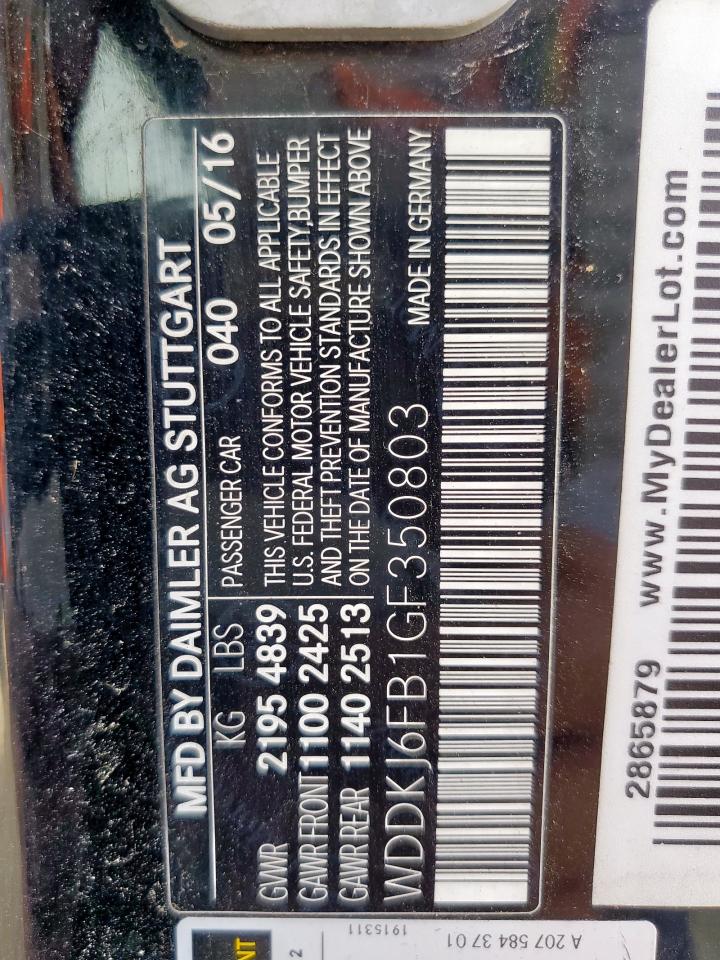 MFD BY DAIMLER AG STUTTGART
KG LBS PASSENGER CAR 040 05/16
GVWR 2195 4839 THIS VEHICLE CONFORMS TO ALL APPLICABLE
GAWR FRONT 1100 2425 U.S. FEDERAL MOTOR VEHICLE SAFETY,BUMPER
AND THEFT PREVENTION STANDARDS IN EFFECT
GAWR REAR 1140 2513 ON THE DATE OF MANUFACTURE SHOWN ABOVE
WDDKJ6FB1GF350803 MADE IN GERMANY
2865879 www.MyDealerLot.com
2
1915311
A 207 584 37 01